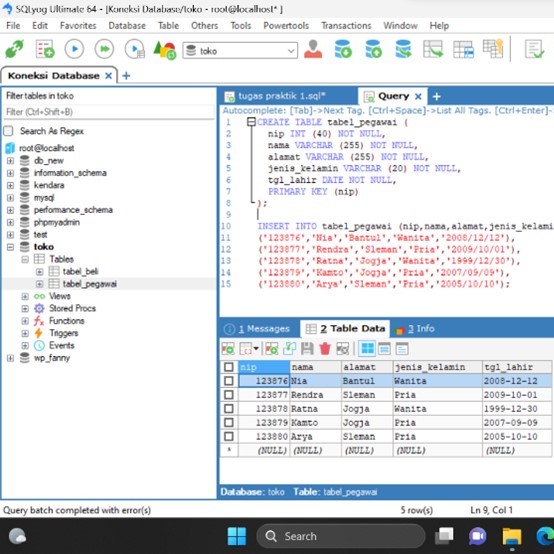 SQLyog Ultimate 64 - [Koneksi Database/toko - root@localhost* ]
File Edit Favorites Database Table Others Tools Powertools Transaction Query Window Help
toko
Koneksi Database × +
Filter tables in toko
Filter (Ctrl+Shift+B)
Search As Regex
root@localhost
db_new
information_schema
kendara
mysql
performance_schema
phpmyadmin
test
toko
Tables
tabel_beli
tabel_pegawai
Views
Stored Procs
Functions
Triggers
Events
wp_fanny
tugas praktik 1.sql* Query × +
Autocomplete: [Tab]->Next Tag. [Ctrl+Space]->List All Tags. [Ctrl+Enter]-
1 CREATE TABLE tabel_pegawai (
2 nip INT (40) NOT NULL,
3 nama VARCHAR (255) NOT NULL,
4 alamat VARCHAR (255) NOT NULL,
5 jenis_kelamin VARCHAR (20) NOT NULL,
6 tgl_lahir DATE NOT NULL,
7 PRIMARY KEY (nip)
8 );
9
10 INSERT INTO tabel_pegawai (nip,nama,alamat,jenis_kelami
11 ('123876','Nia','Bantul','Wanita','2008/12/12'),
12 ('123877','Rendra','Sleman','Pria','2009/10/01'),
13 ('123878','Ratna','Jogja','Wanita','1999/12/30'),
14 ('123879','Kamto','Jogja','Pria','2007/09/09'),
15 ('123880','Arya','Sleman','Pria','2005/10/10');
1 Messages 2 Table Data 3 Info
nip nama alamat jenis_kelamin tgl_lahir
123876 Nia Bantul Wanita 2008-12-12
123877 Rendra Sleman Pria 2009-10-01
123878 Ratna Jogja Wanita 1999-12-30
123879 Kamto Jogja Pria 2007-09-09
123880 Arya Sleman Pria 2005-10-10
* (NULL) (NULL) (NULL) (NULL) (NULL)
Database: toko Table: tabel_pegawai
Query batch completed with error(s) 5 row(s) Ln 9, Col 1
Search